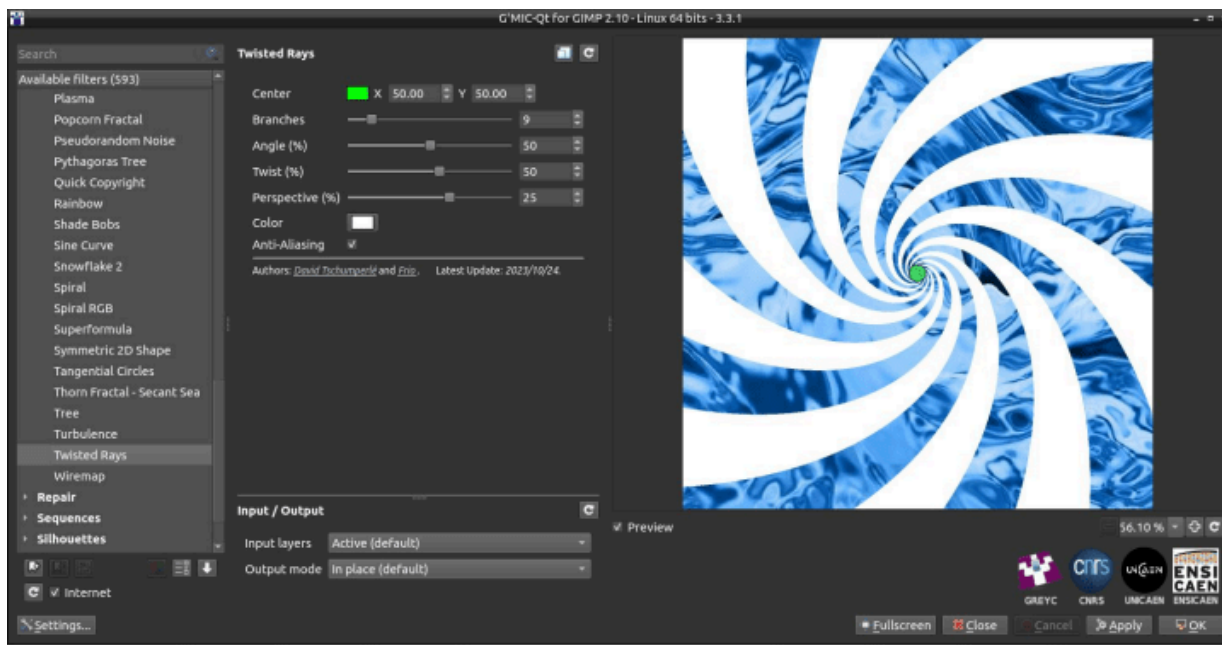 G'MIC-Qt for GIMP 2.10 - Linux 64 bits - 3.3.1
Search
Available filters (593)
Plasma
Popcorn Fractal
Pseudorandom Noise
Pythagoras Tree
Quick Copyright
Rainbow
Shade Bobs
Sine Curve
Snowflake 2
Spiral
Spiral RGB
Superformula
Symmetric 2D Shape
Tangential Circles
Thorn Fractal - Secant Sea
Tree
Turbulence
Twisted Rays
Wiremap
Repair
Sequences
Silhouettes
Internet
Settings...
Twisted Rays
Center X 50.00 Y 50.00
Branches 9
Angle (%) 50
Twist (%) 50
Perspective (%) 25
Color
Anti-Aliasing
Authors: David Tschumperlé and Frio. Latest Update: 2023/10/24.
Input / Output
Input layers Active (default)
Output mode In place (default)
Preview
56.10 %
GREYC CNRS UNICAEN ENSICAEN
cnrs
UNICAEN
ENSI
CAEN
Fullscreen Close Cancel Apply OK